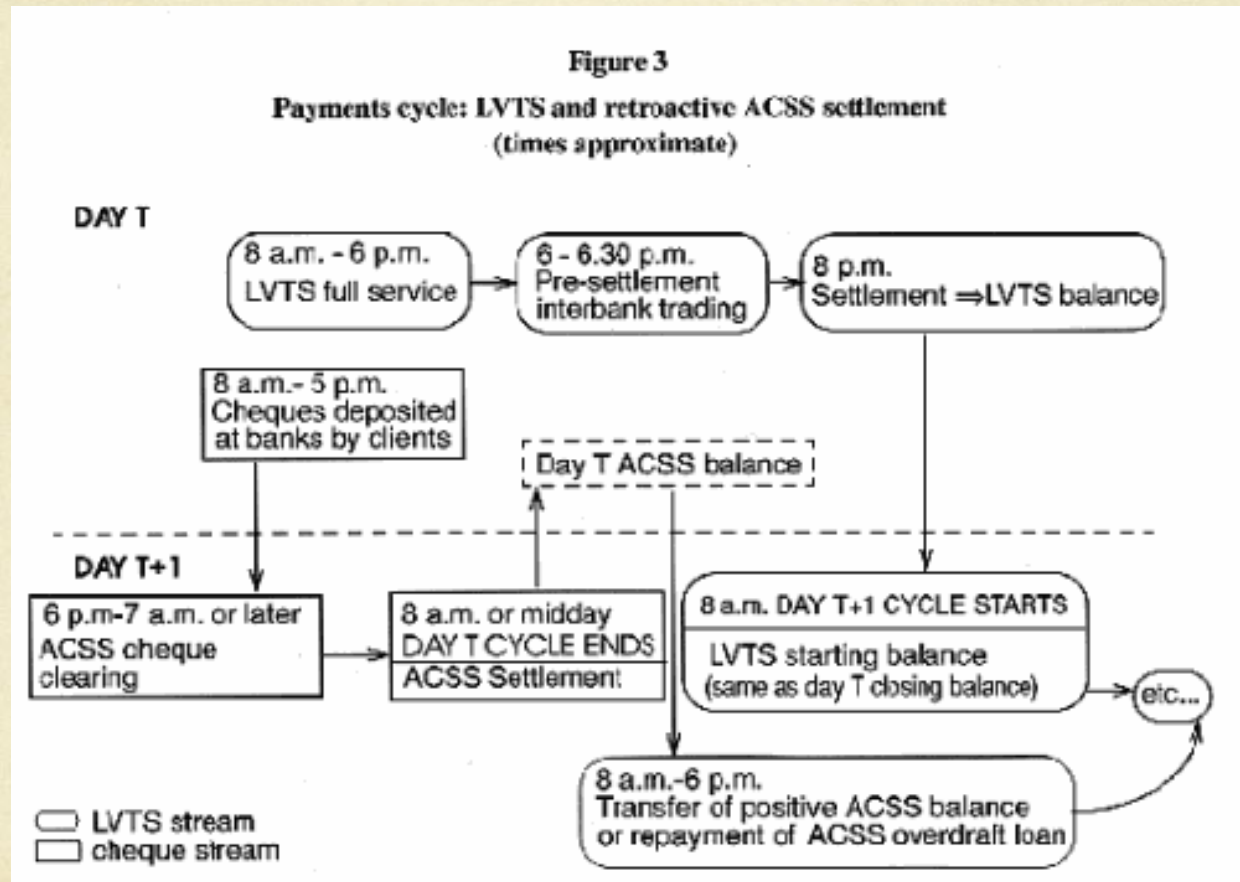 Figure 3
Payments cycle: LVTS and retroactive ACSS settlement
(times approximate)
DAY T
8 a.m. - 6 p.m.
LVTS full service
6 - 6.30 p.m.
Pre-settlement
interbank trading
8 p.m.
Settlement ⇒LVTS balance
8 a.m.- 5 p.m.
Cheques deposited
at banks by clients
Day T ACSS balance
DAY T+1
6 p.m-7 a.m. or later
ACSS cheque
clearing
8 a.m. or midday
DAY T CYCLE ENDS
ACSS Settlement
8 a.m. DAY T+1 CYCLE STARTS
LVTS starting balance
(same as day T closing balance)
etc...
8 a.m.-6 p.m.
Transfer of positive ACSS balance
or repayment of ACSS overdraft loan
LVTS stream
cheque stream